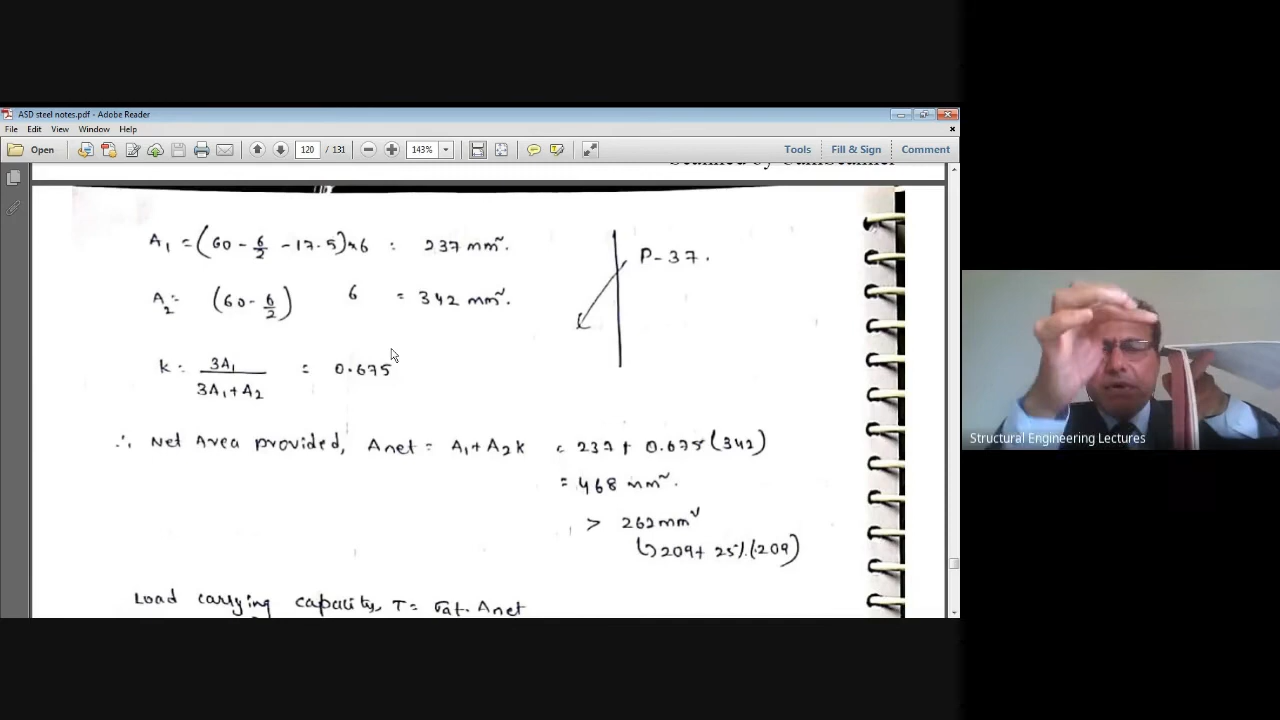 ASD steel notes.pdf - Adobe Reader
File Edit View Window Help
Open 120 / 131 143% Tools Fill & Sign Comment
A₁ = (60 - 6/2 - 17.5) × 6 = 237 mm².
P-37.
A₂ = (60 - 6/2) 6 = 342 mm².
k = 3A₁ / 3A₁ + A₂ = 0.675
∴ Net Area provided, Anet = A₁ + A₂k = 237 + 0.675 (342)
= 468 mm².
> 262 mm²
↳ 209 + 25% (209)
Load carrying capacity, T = σat. Anet
Structural Engineering Lectures